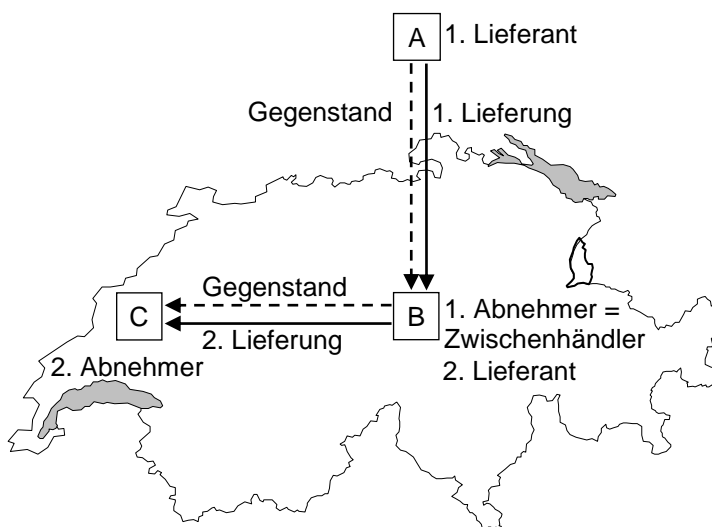 A
1. Lieferant
Gegenstand
1. Lieferung
Gegenstand
C
B
1. Abnehmer =
Zwischenhändler
2. Lieferung
2. Abnehmer
2. Lieferant